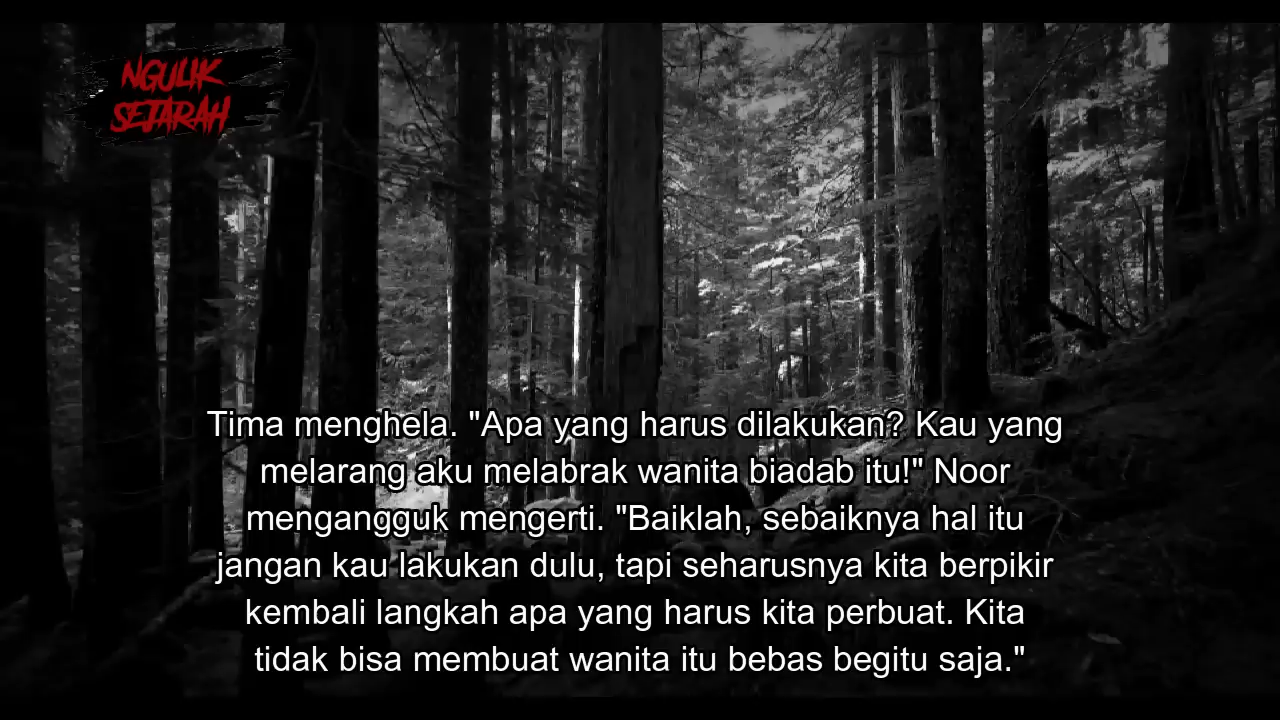 NGULIK
SEJARAH
Tima menghela. "Apa yang harus dilakukan? Kau yang
melarang aku melabrak wanita biadab itu!" Noor
mengangguk mengerti. "Baiklah, sebaiknya hal itu
jangan kau lakukan dulu, tapi seharusnya kita berpikir
kembali langkah apa yang harus kita perbuat. Kita
tidak bisa membuat wanita itu bebas begitu saja."